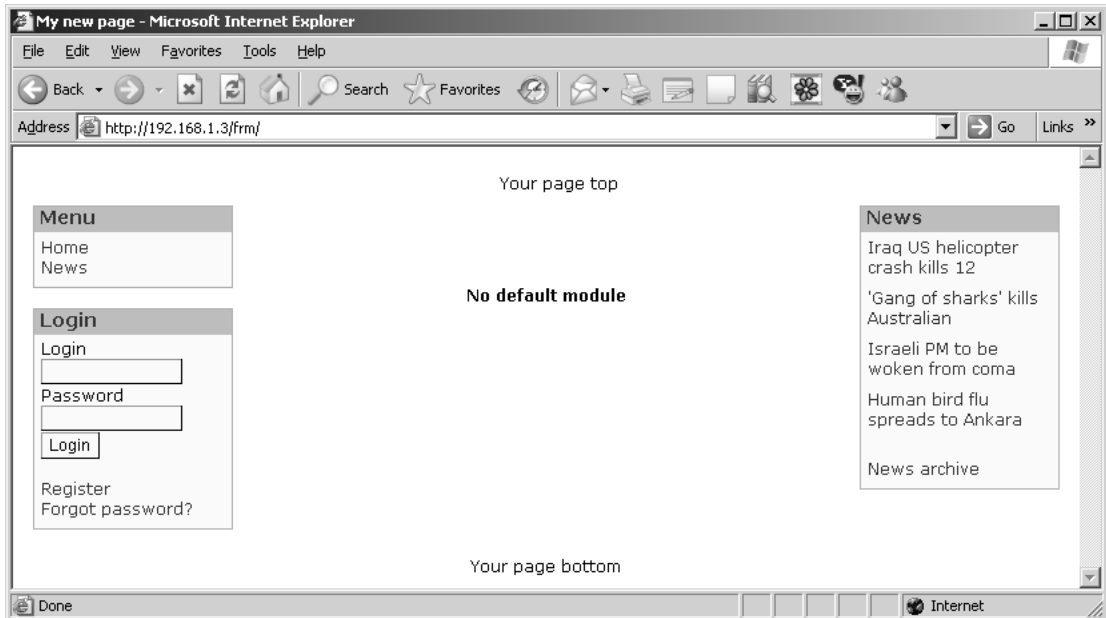 My new page - Microsoft Internet Explorer
File Edit View Favorites Tools Help
Back Search Favorites
Address http://192.168.1.3/frm/ Go Links »
Your page top
Menu
Home
News
Login
Login
Password
Login
Register
Forgot password?
No default module
News
Iraq US helicopter
crash kills 12
'Gang of sharks' kills
Australian
Israeli PM to be
woken from coma
Human bird flu
spreads to Ankara
News archive
Your page bottom
Done Internet